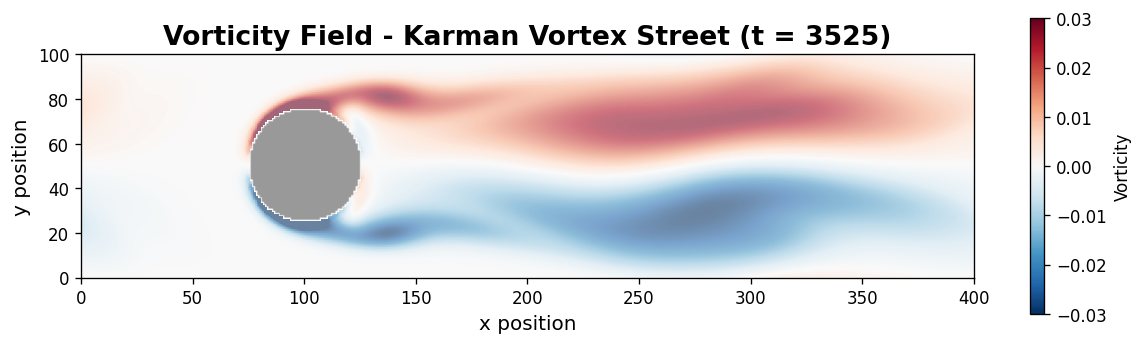 Vorticity Field - Karman Vortex Street (t = 3525)
100
80
60
40
20
0
y position
0 50 100 150 200 250 300 350 400
x position
0.03
0.02
0.01
0.00
−0.01
−0.02
−0.03
Vorticity